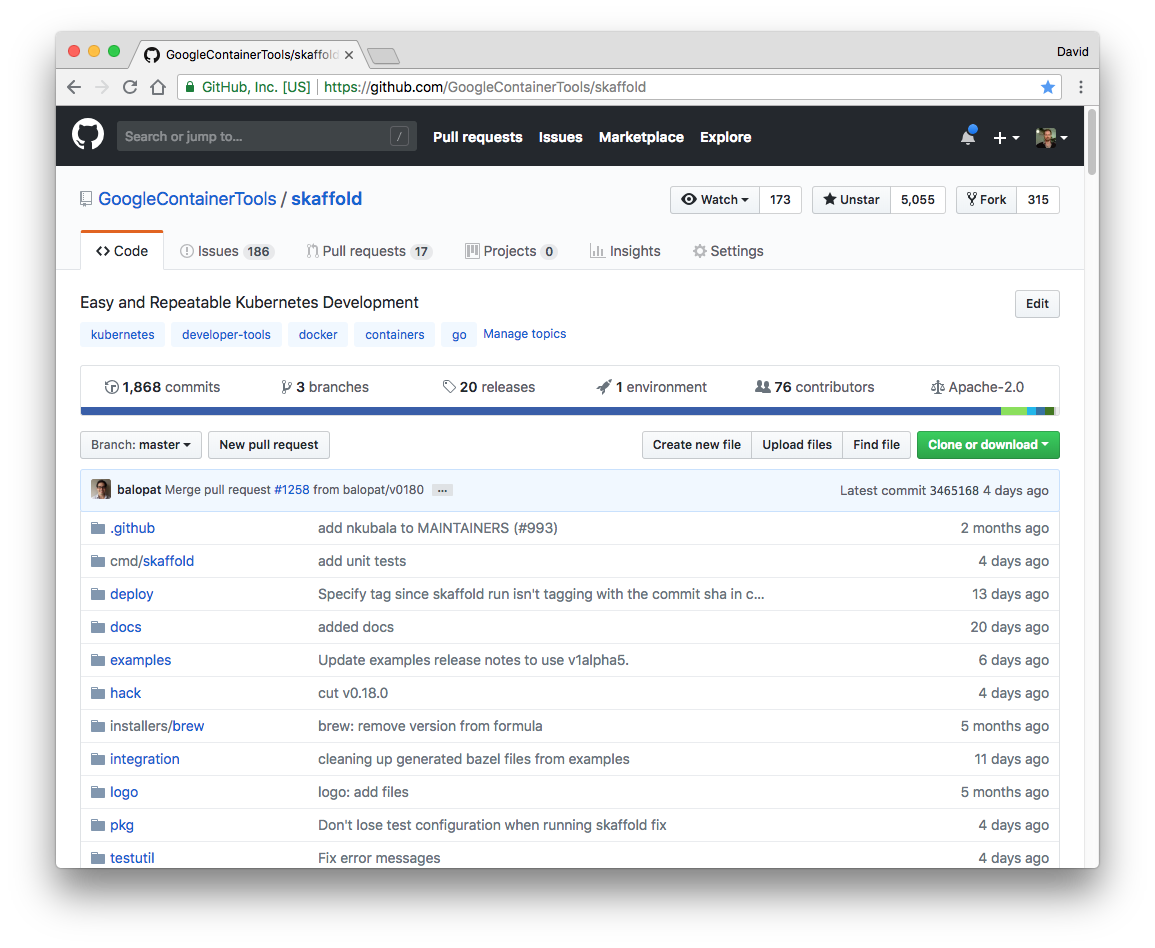 GoogleContainerTools/skaffold David
GitHub, Inc. [US] https://github.com/GoogleContainerTools/skaffold
Search or jump to... / Pull requests Issues Marketplace Explore
GoogleContainerTools / skaffold Watch 173 Unstar 5,055 Fork 315
Code Issues 186 Pull requests 17 Projects 0 Insights Settings
Easy and Repeatable Kubernetes Development Edit
kubernetes developer-tools docker containers go Manage topics
1,868 commits 3 branches 20 releases 1 environment 76 contributors Apache-2.0
Branch: master New pull request Create new file Upload files Find file Clone or download
balopat Merge pull request #1258 from balopat/v0180 ... Latest commit 3465168 4 days ago
.github add nkubala to MAINTAINERS (#993) 2 months ago
cmd/skaffold add unit tests 4 days ago
deploy Specify tag since skaffold run isn't tagging with the commit sha in c... 13 days ago
docs added docs 20 days ago
examples Update examples release notes to use v1alpha5. 6 days ago
hack cut v0.18.0 4 days ago
installers/brew brew: remove version from formula 5 months ago
integration cleaning up generated bazel files from examples 11 days ago
logo logo: add files 5 months ago
pkg Don't lose test configuration when running skaffold fix 4 days ago
testutil Fix error messages 4 days ago